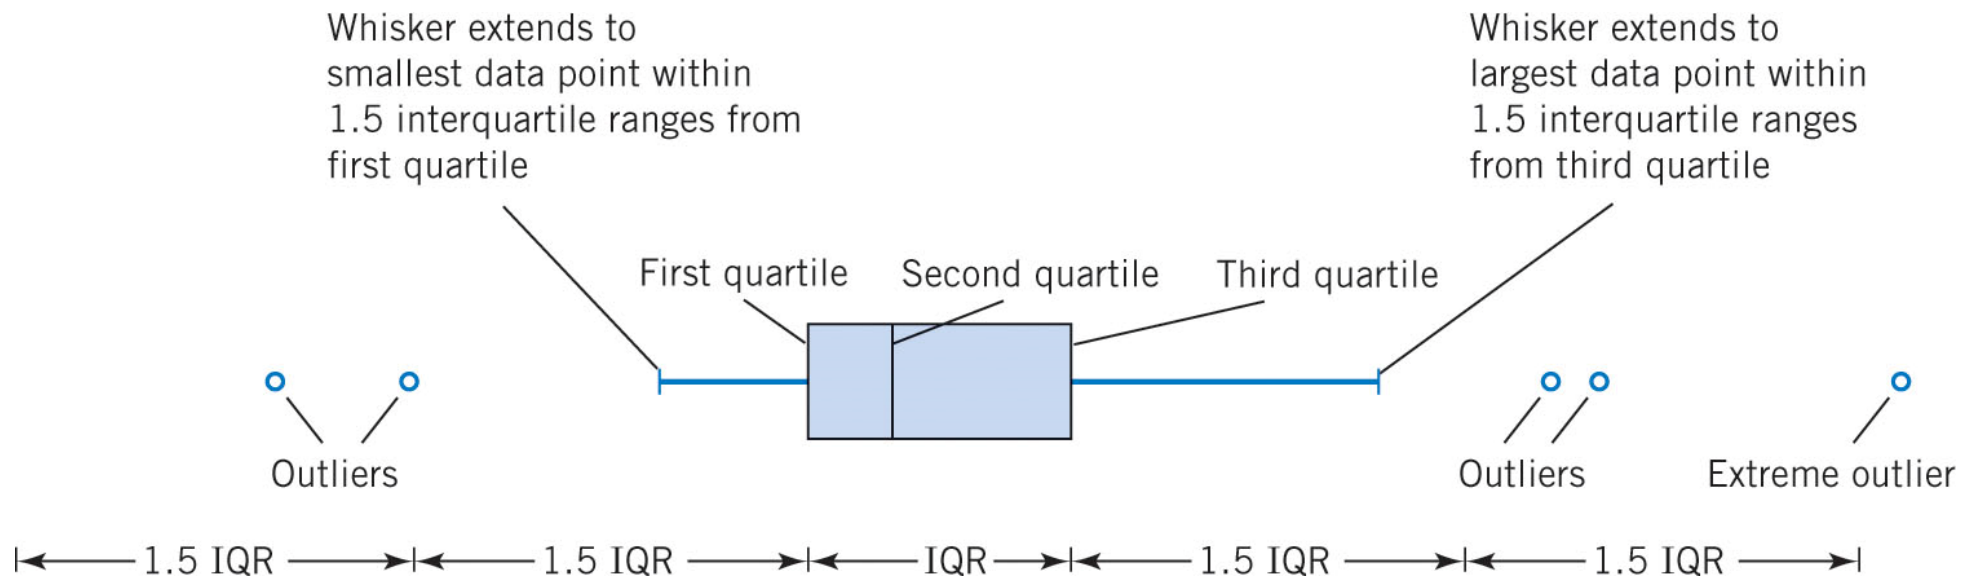 Whisker extends to
smallest data point within
1.5 interquartile ranges from
first quartile
Whisker extends to
largest data point within
1.5 interquartile ranges
from third quartile
First quartile
Second quartile
Third quartile
Outliers
Outliers
Extreme outlier
1.5 IQR
1.5 IQR
IQR
1.5 IQR
1.5 IQR